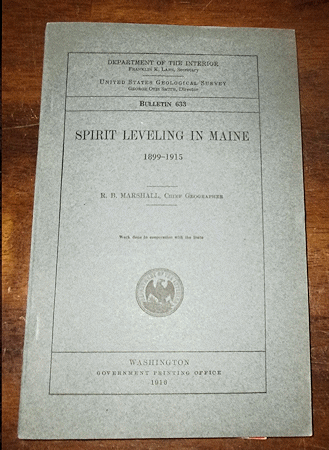 DEPARTMENT OF THE INTERIOR
FRANKLIN K. LANE, Secretary
UNITED STATES GEOLOGICAL SURVEY
GEORGE OTIS SMITH, Director
BULLETIN 633
SPIRIT LEVELING IN MAINE
1899-1915
R. B. MARSHALL, CHIEF GEOGRAPHER
Work done in cooperation with the State
WASHINGTON
GOVERNMENT PRINTING OFFICE
1916